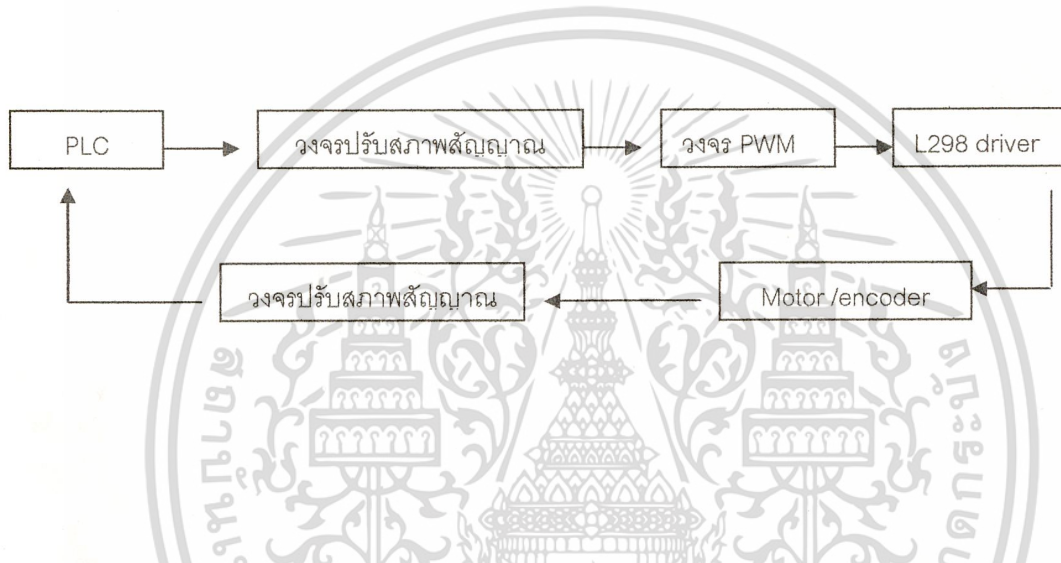 PLC
วงจรปรับสภาพสัญญาณ
วงจร PWM
L298 driver
วงจรปรับสภาพสัญญาณ
Motor /encoder